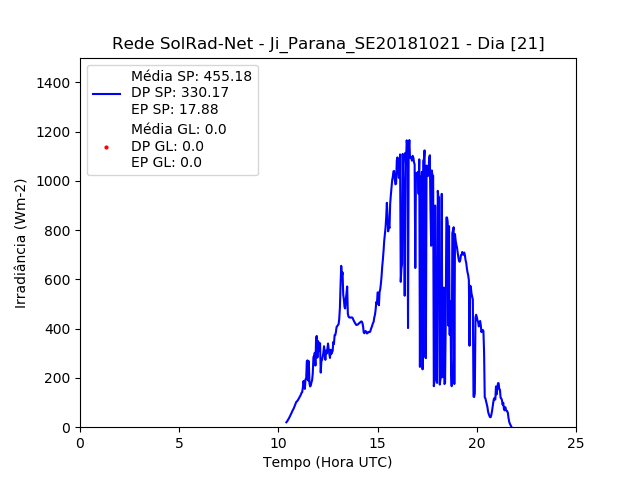 Rede SolRad-Net - Ji_Parana_SE20181021 - Dia [21]
Média SP: 455.18
DP SP: 330.17
EP SP: 17.88
Média GL: 0.0
DP GL: 0.0
EP GL: 0.0
1400
1200
1000
800
600
400
200
0
Irradiância (Wm-2)
0 5 10 15 20 25
Tempo (Hora UTC)